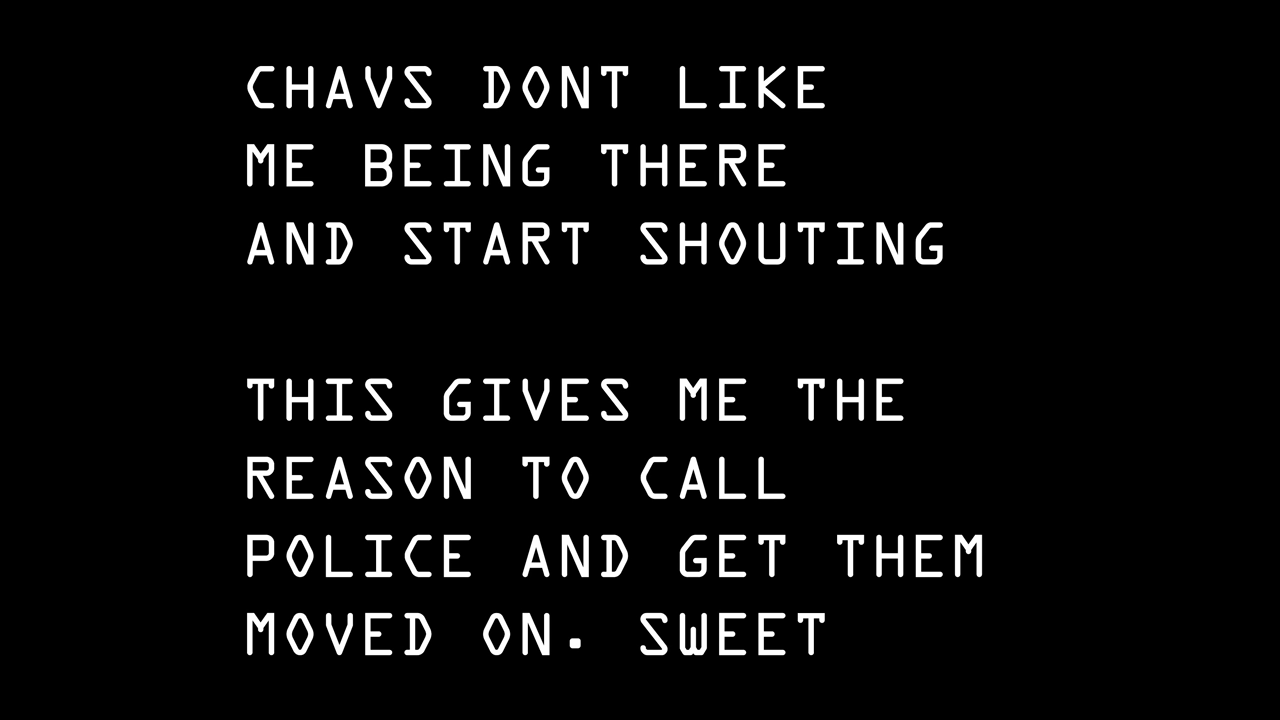 CHAVS DONT LIKE
ME BEING THERE
AND START SHOUTING
THIS GIVES ME THE
REASON TO CALL
POLICE AND GET THEM
MOVED ON. SWEET